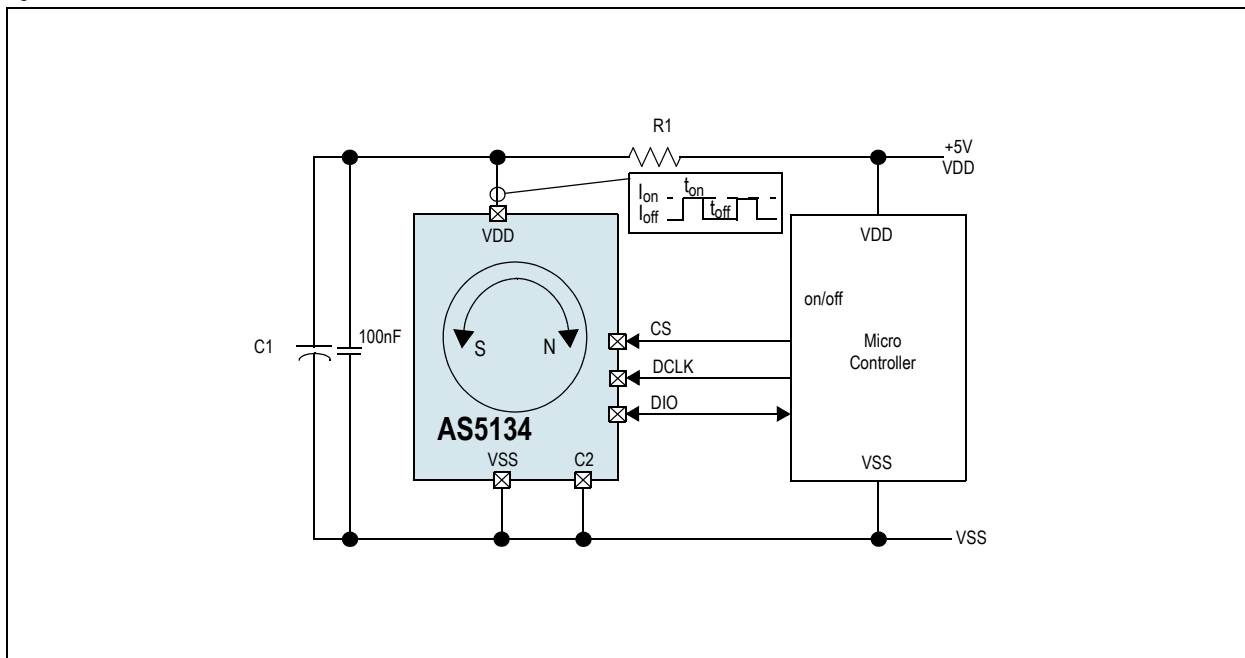 R1
+5V
VDD
Ion ton
Ioff toff
VDD
VDD
on/off
C1
100nF
S N
CS
Micro
Controller
DCLK
DIO
AS5134
VSS C2
VSS
VSS